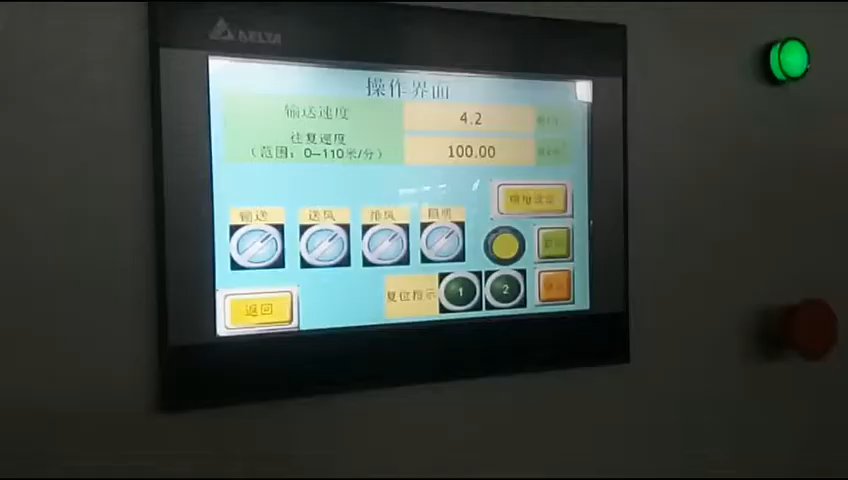 DELTA
操作界面
输送速度 4.2
往复速度
(范围：0—110米/分) 100.00
输送 送风 排风 照明
复位指示 1 2
返回